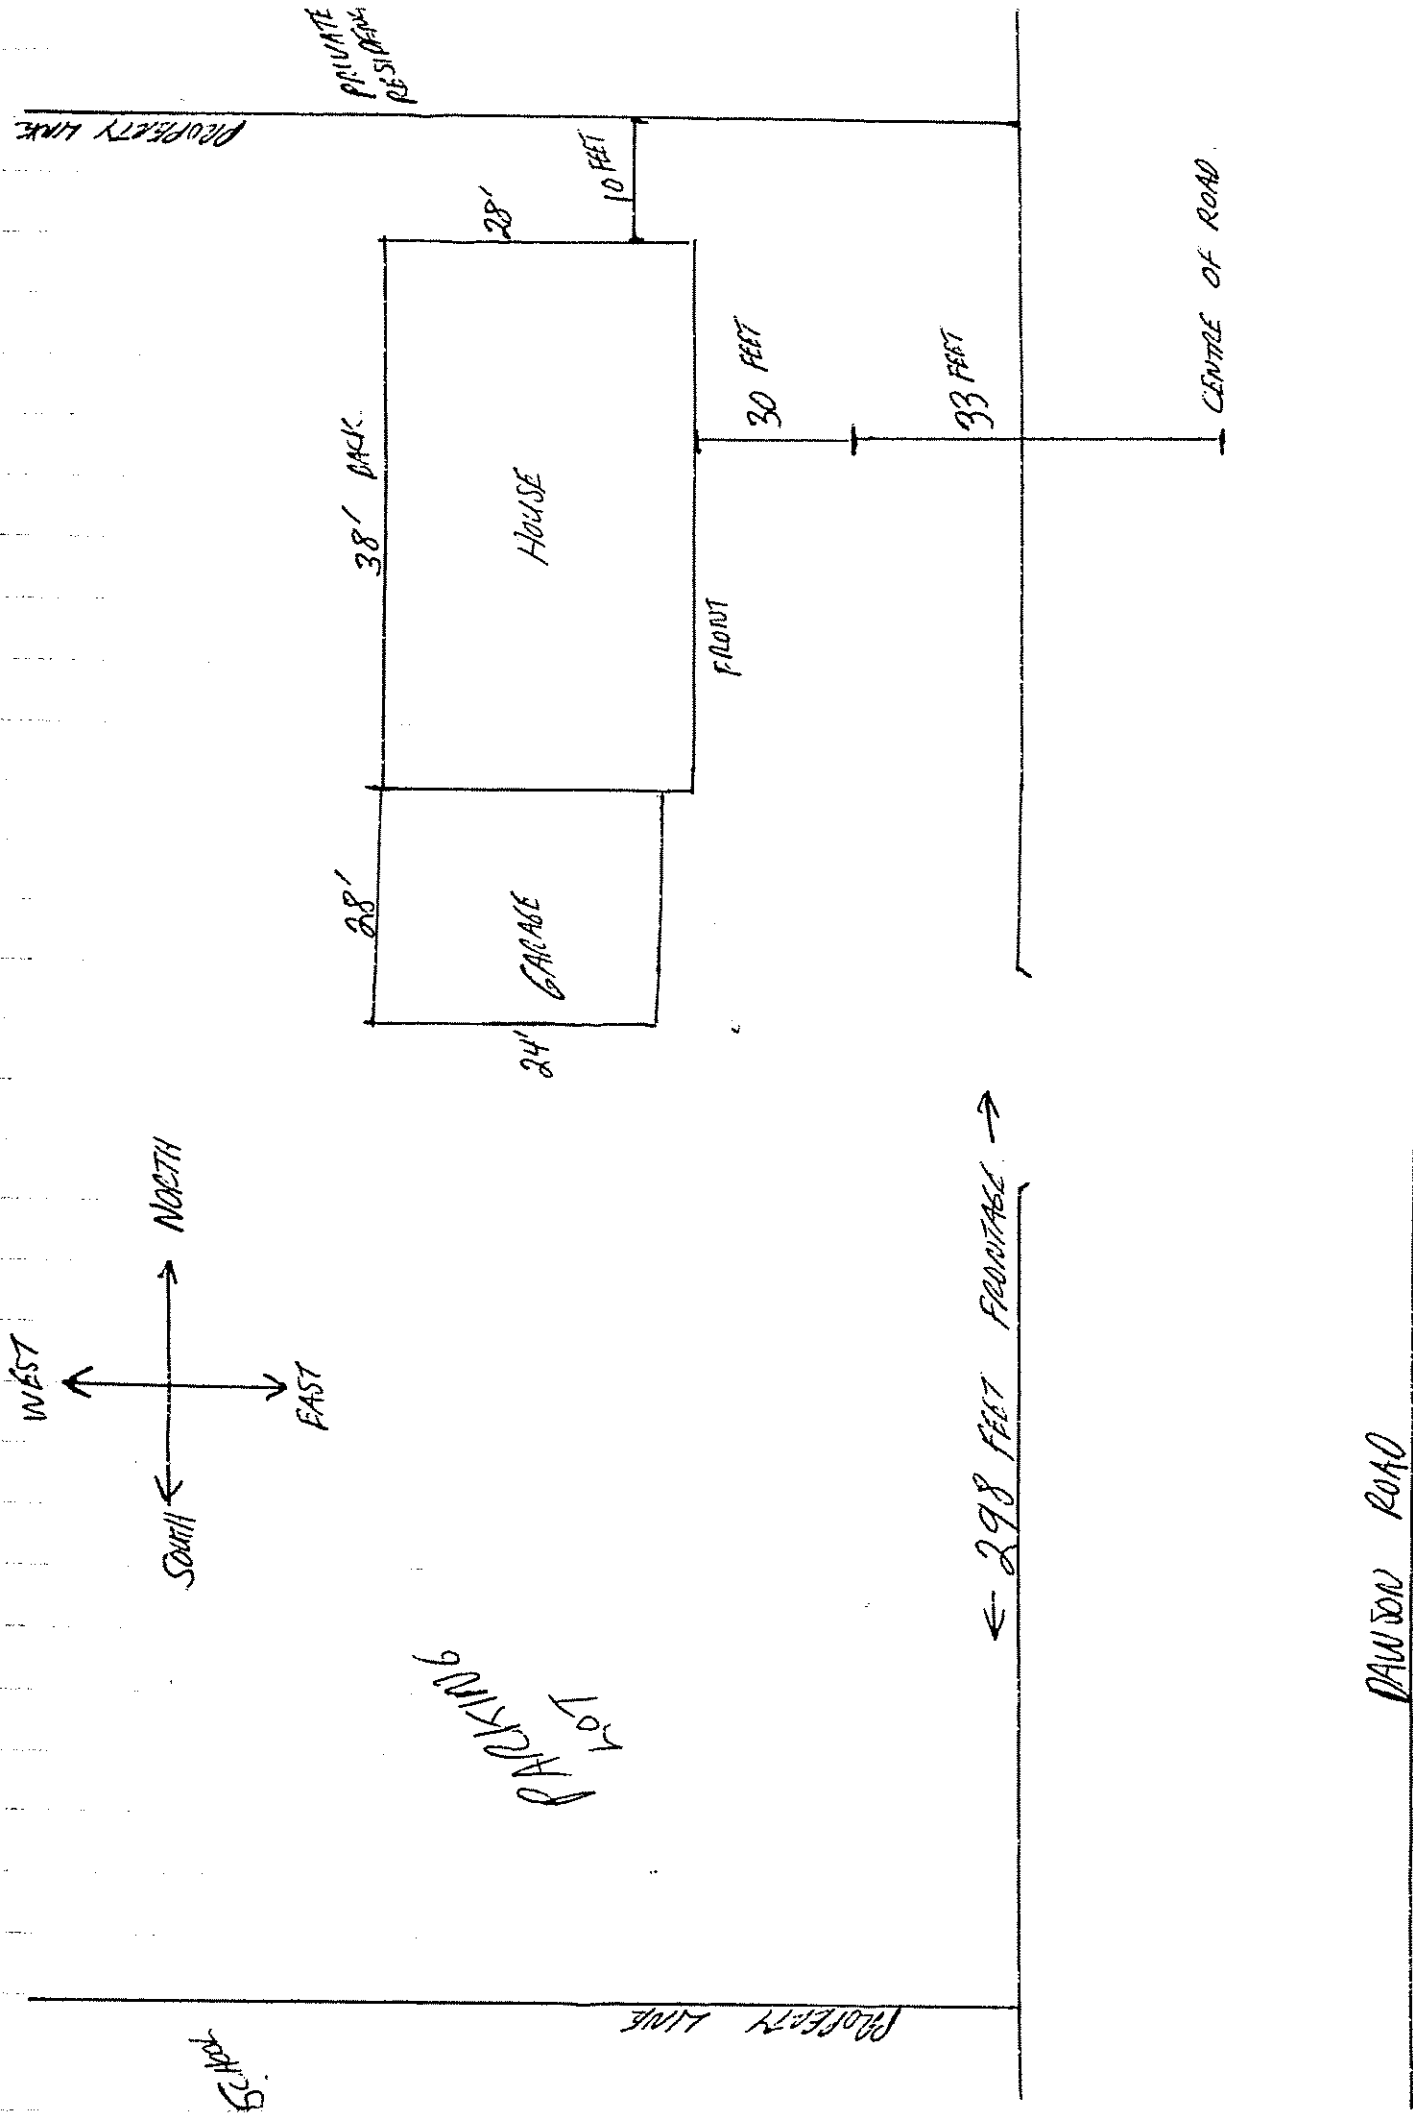 WEST
SOUTH
NORTH
EAST
SCHOOL
PROPERTY LINE
PARKING
LOT
28'
24'
GARAGE
38' BACK
HOUSE
28'
FRONT
10 FEET
PROPERTY LINE
PRIVATE
RESIDENCE
30 FEET
33 FEET
298 FEET FRONTAGE
CENTRE OF ROAD
DAWSON ROAD